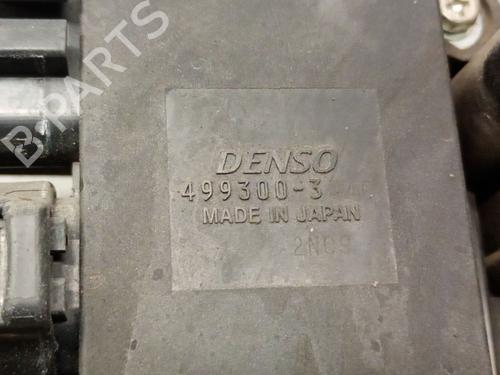 B-PARTS
DENSO
499300-3
MADE IN JAPAN
2N09